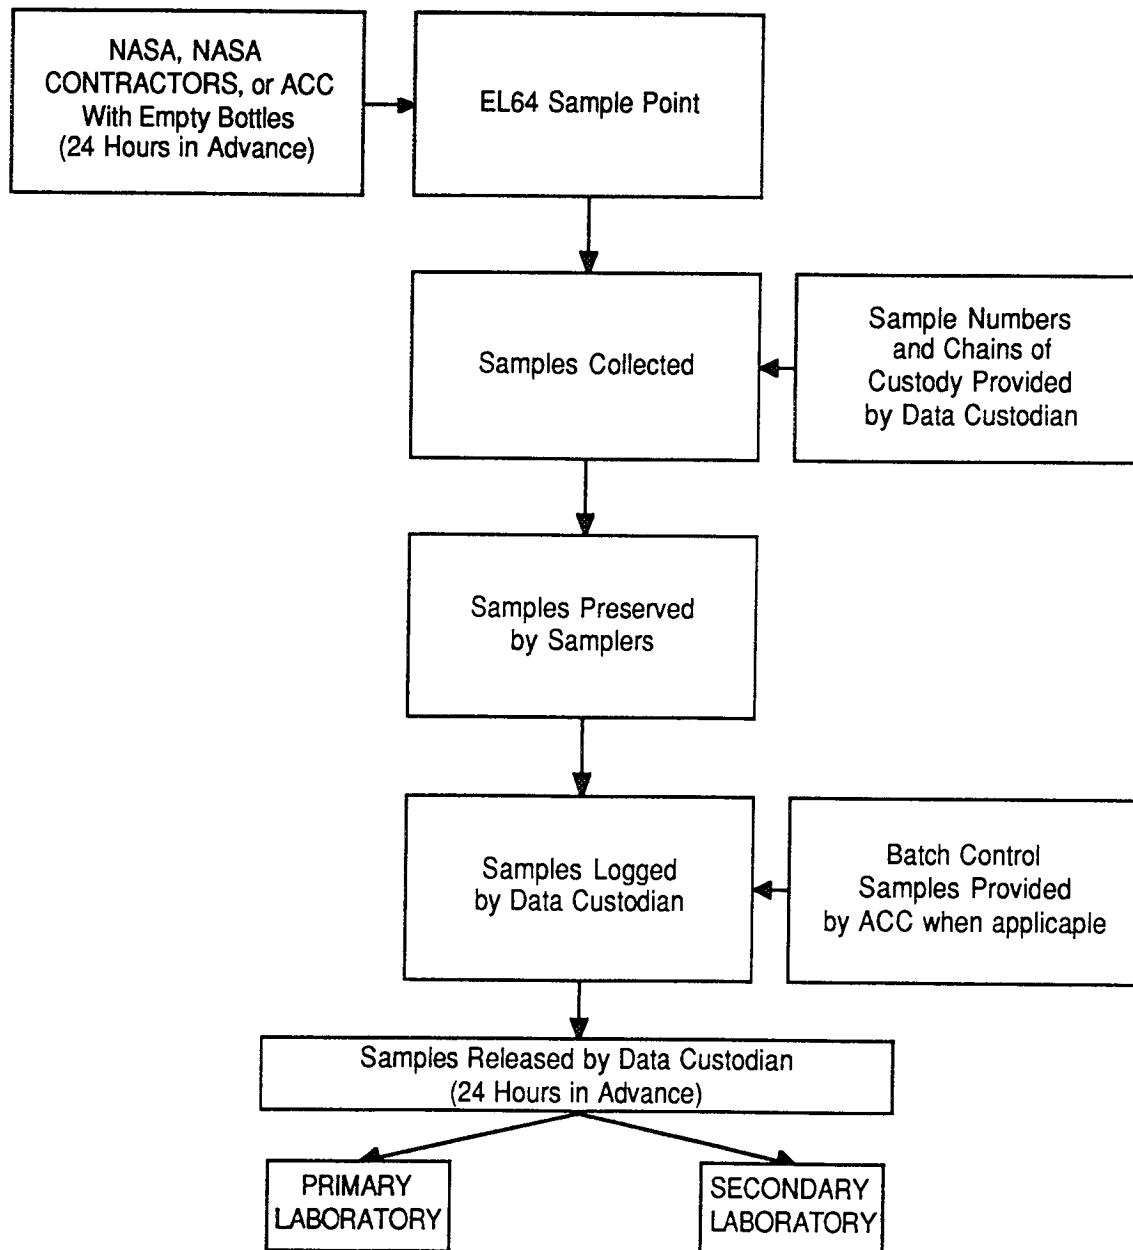 NASA, NASA
CONTRACTORS, or ACC
With Empty Bottles
(24 Hours in Advance)
EL64 Sample Point
Samples Collected
Sample Numbers
and Chains of
Custody Provided
by Data Custodian
Samples Preserved
by Samplers
Samples Logged
by Data Custodian
Batch Control
Samples Provided
by ACC when applicaple
Samples Released by Data Custodian
(24 Hours in Advance)
PRIMARY
LABORATORY
SECONDARY
LABORATORY